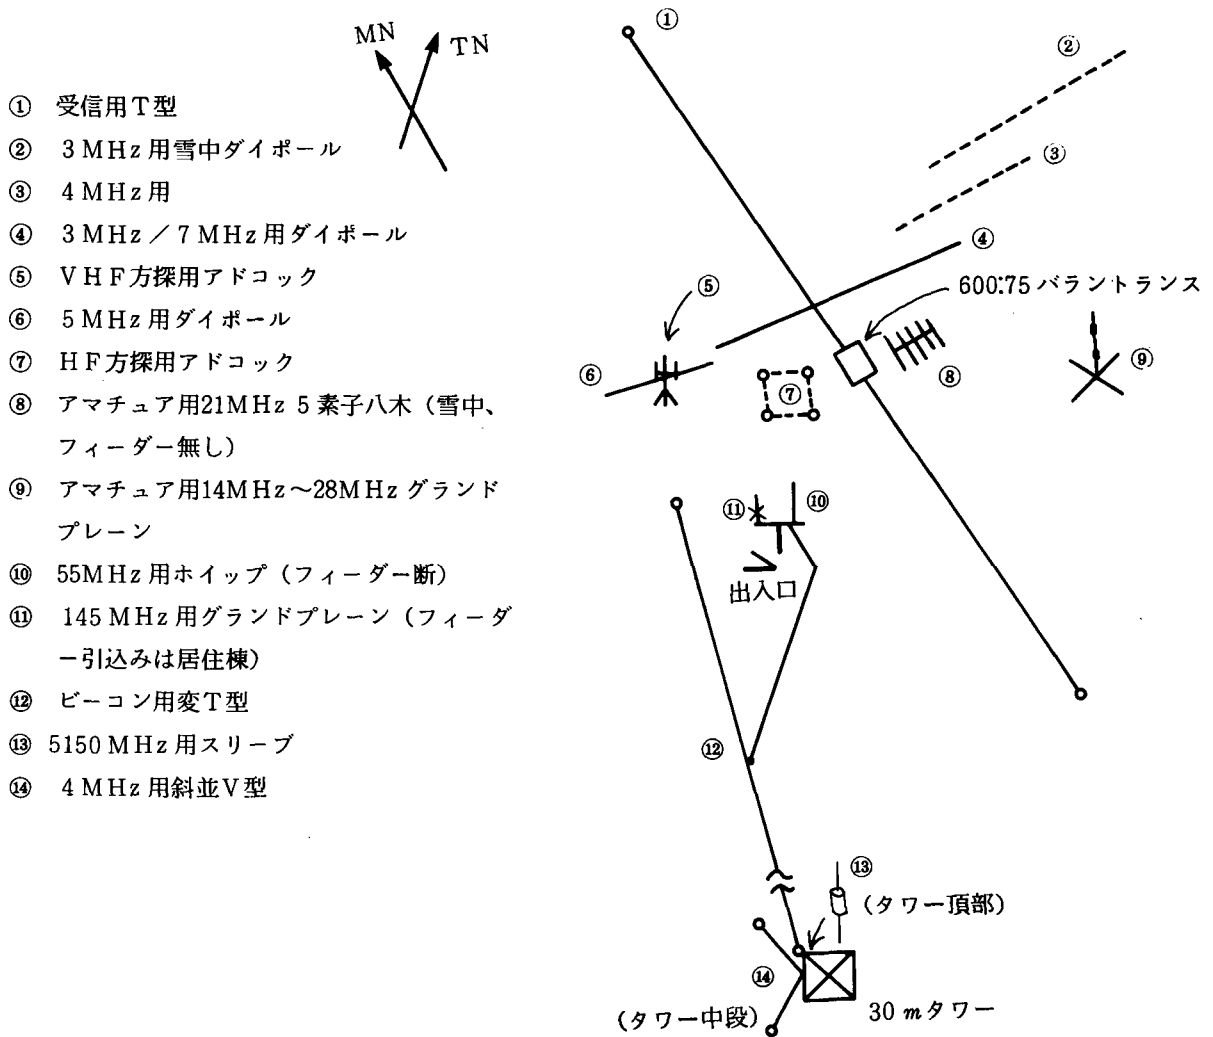 MN
TN
① 受信用T型
② 3MHz用雪中ダイポール
③ 4MHz用
④ 3MHz/7MHz用ダイポール
⑤ VHF方探用アドコック
⑥ 5MHz用ダイポール
⑦ HF方探用アドコック
⑧ アマチュア用21MHz 5素子八木(雪中、
フィーダー無し)
⑨ アマチュア用14MHz~28MHzグランド
プレーン
⑩ 55MHz用ホイップ(フィーダー断)
⑪ 145MHz用グランドプレーン(フィーダ
ー引込みは居住棟)
⑫ ビーコン用変T型
⑬ 5150MHz用スリーブ
⑭ 4MHz用斜並V型
①
②
③
④
⑤
600:75バラントランス
⑥
⑦
⑧
⑨
⑪
⑩
出入口
⑫
⑬
(タワー頂部)
⑭
(タワー中段)
30mタワー